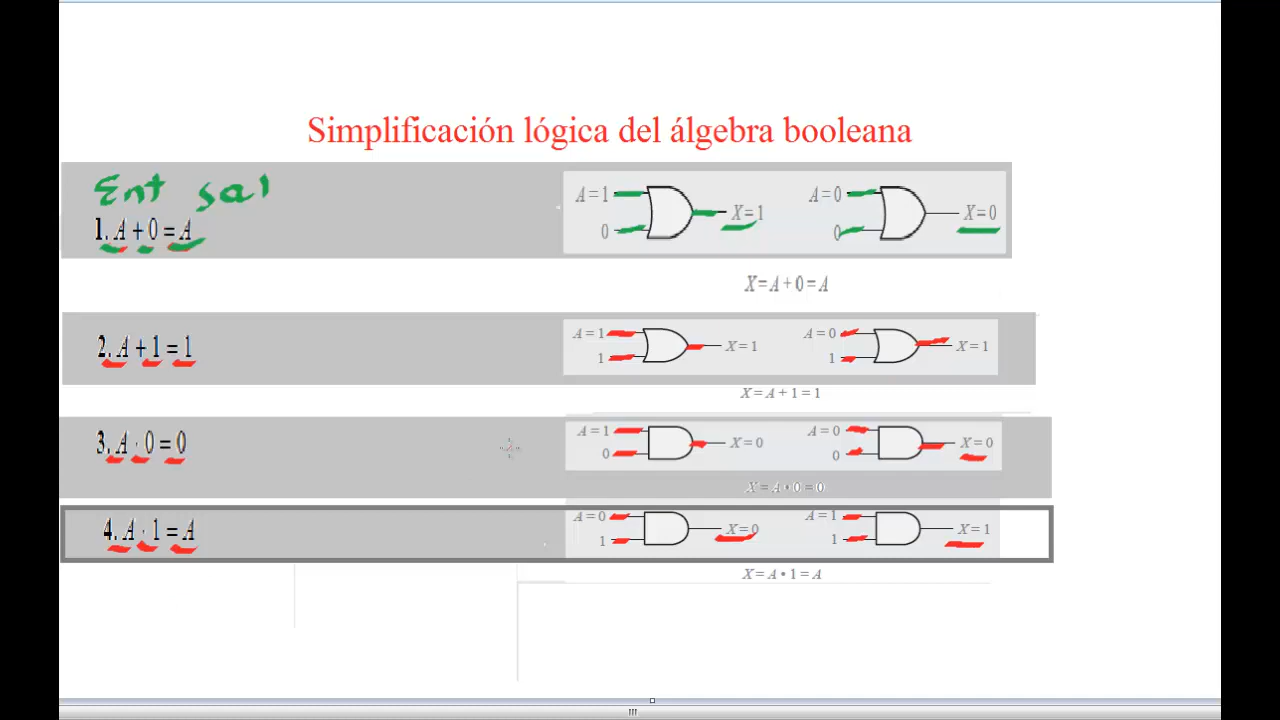 Simplificación lógica del álgebra booleana
Ent sal
1. A + 0 = A
A = 1
0
X = 1
A = 0
0
X = 0
X = A + 0 = A
2. A + 1 = 1
A = 1
1
X = 1
A = 0
1
X = 1
X = A + 1 = 1
3. A · 0 = 0
A = 1
0
X = 0
A = 0
0
X = 0
X = A • 0 = 0
4. A · 1 = A
A = 0
1
X = 0
A = 1
1
X = 1
X = A • 1 = A